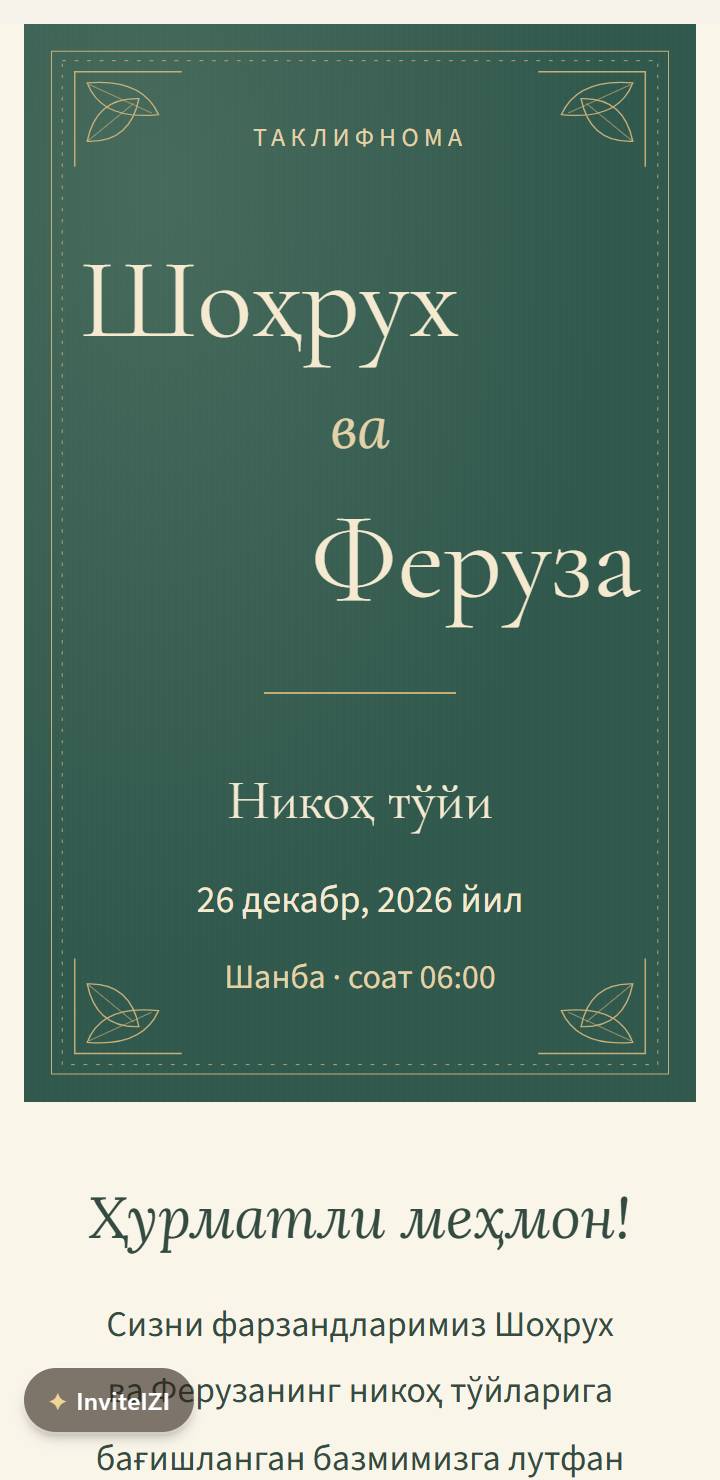 ТАКЛИФНОМА
Шоҳрух
ва
Феруза
Никоҳ тўйи
26 декабр, 2026 йил
Шанба · соат 06:00
Ҳурматли меҳмон!
Сизни фарзандларимиз Шоҳрух
ва Ферузанинг никоҳ тўйларига
✦ InviteIZI
бағишланган базмимизга лутфан